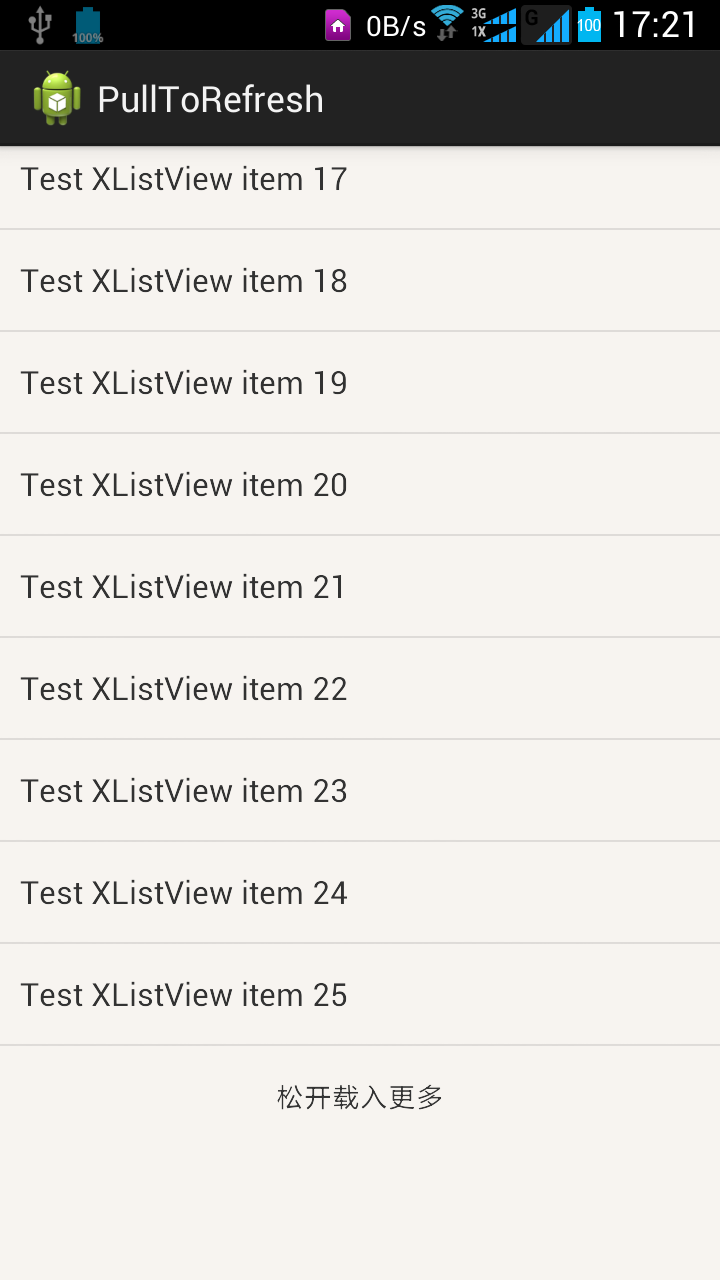 100%
0B/s 3G 1X G 100 17:21
PullToRefresh
Test XListView item 17
Test XListView item 18
Test XListView item 19
Test XListView item 20
Test XListView item 21
Test XListView item 22
Test XListView item 23
Test XListView item 24
Test XListView item 25
松开载入更多